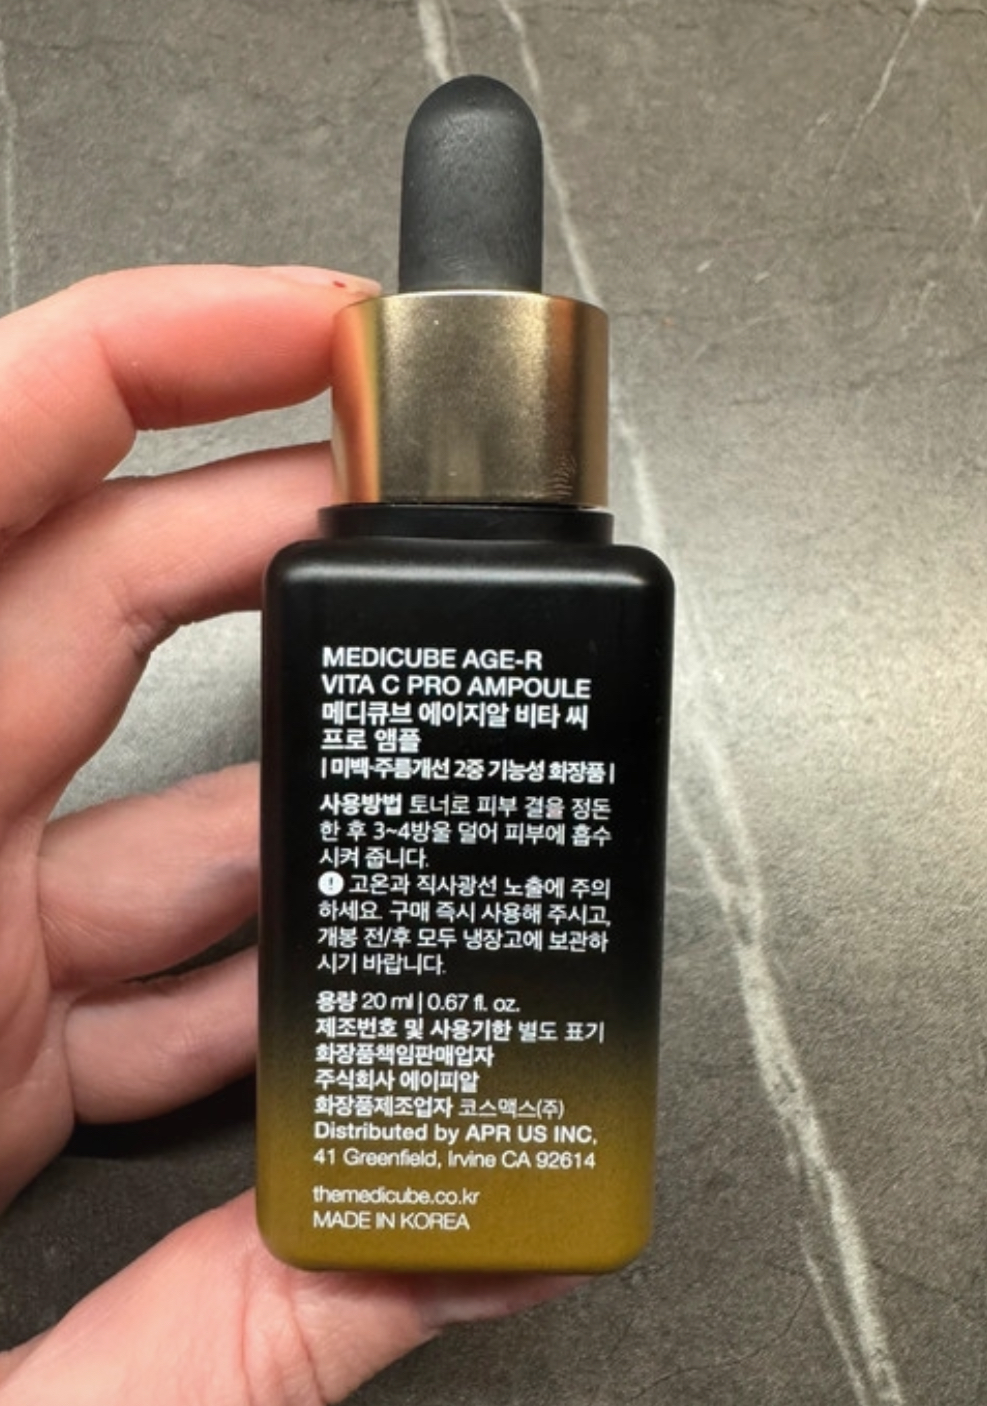 MEDICUBE AGE-R
VITA C PRO AMPOULE
메디큐브 에이지알 비타 씨
프로 앰플
| 미백·주름개선 2중 기능성 화장품 |
사용방법 토너로 피부 결을 정돈
한 후 3~4방울 덜어 피부에 흡수
시켜 줍니다.
! 고온과 직사광선 노출에 주의
하세요. 구매 즉시 사용해 주시고,
개봉 전/후 모두 냉장고에 보관하
시기 바랍니다.
용량 20 ml | 0.67 fl. oz.
제조번호 및 사용기한 별도 표기
화장품책임판매업자
주식회사 에이피알
화장품제조업자 코스맥스(주)
Distributed by APR US INC,
41 Greenfield, Irvine CA 92614
themedicube.co.kr
MADE IN KOREA